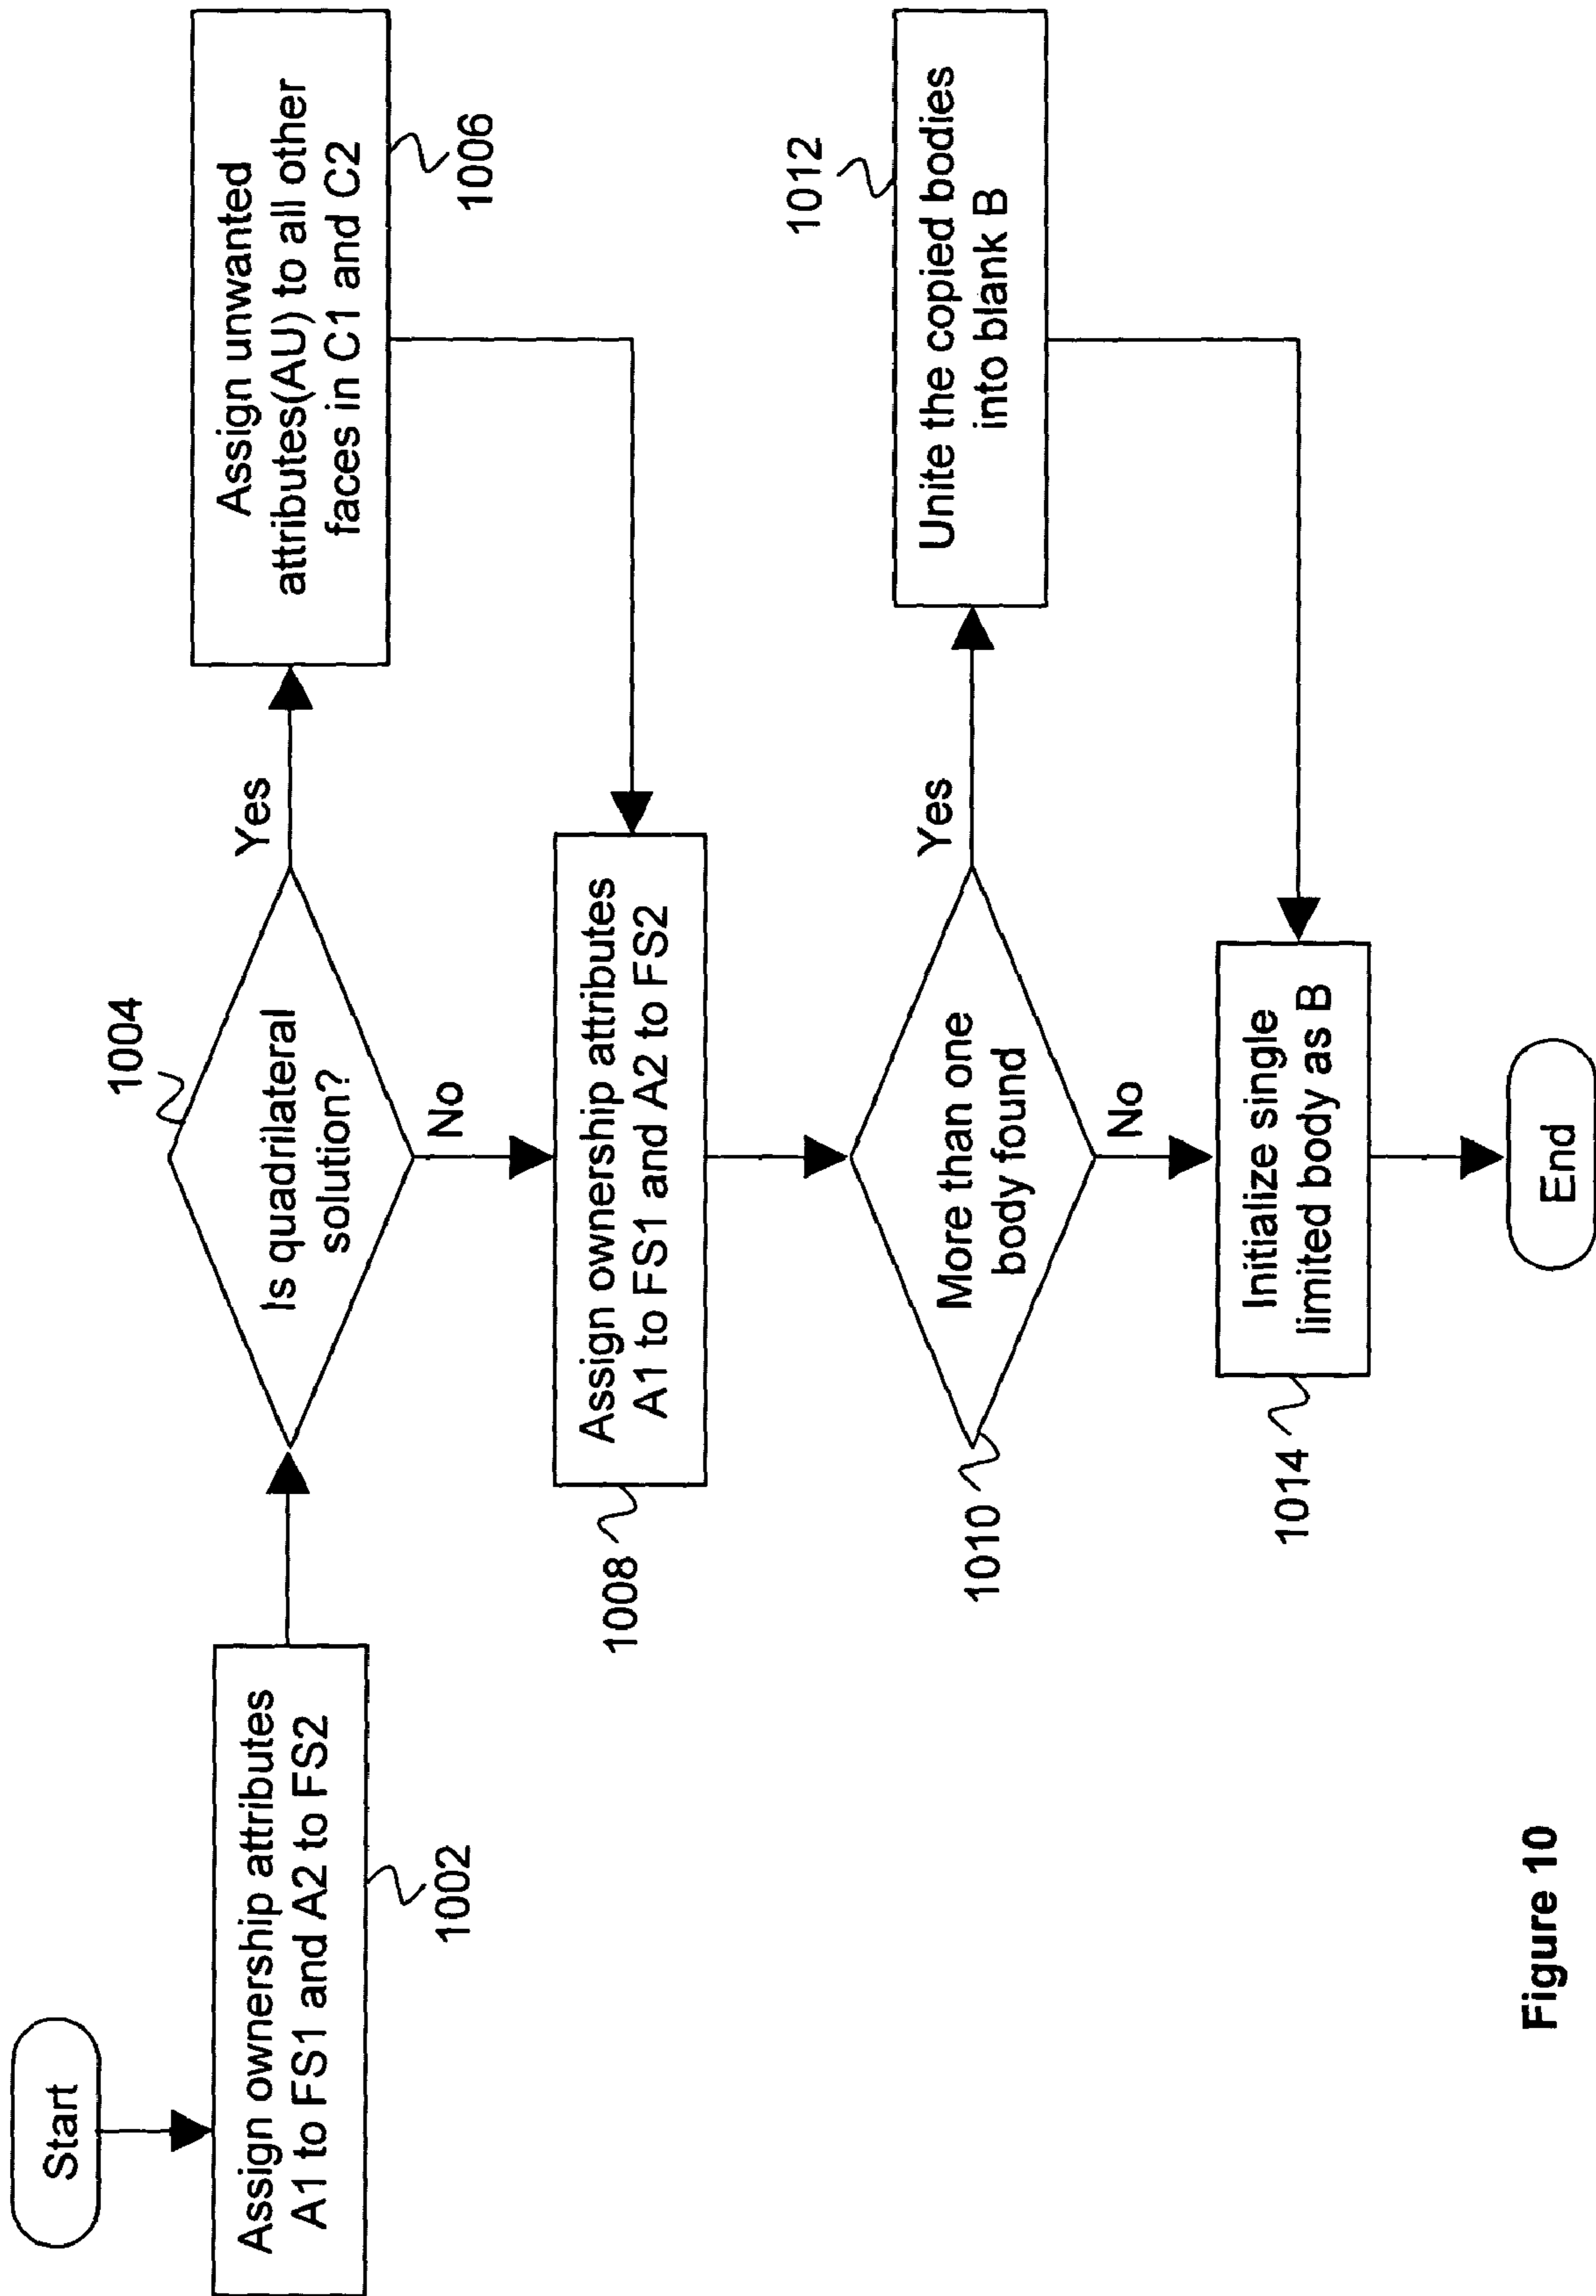 Start
Assign ownership attributes
A1 to FS1 and A2 to FS2
1002
1004
Is quadrilateral
solution?
Yes
No
Assign unwanted
attributes(AU) to all other
faces in C1 and C2
1006
Assign ownership attributes
A1 to FS1 and A2 to FS2
1008
More than one
body found
1010
Yes
No
1012
Unite the copied bodies
into blank B
Initialize single
limited body as B
1014
End
Figure 10